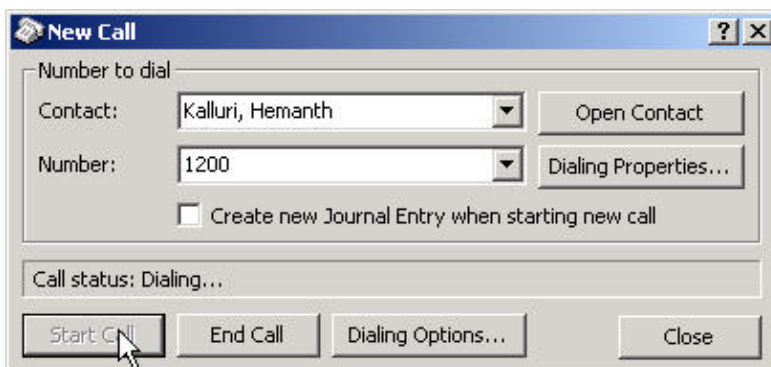 New Call
Number to dial
Contact: Kalluri, Hemanth Open Contact
Number: 1200 Dialing Properties...
Create new Journal Entry when starting new call
Call status: Dialing...
Start Call End Call Dialing Options... Close